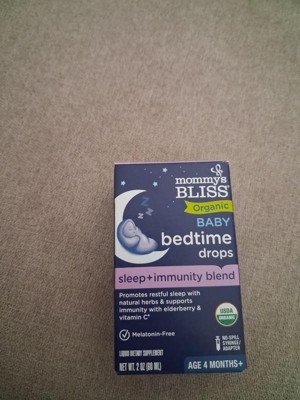 mommy's
BLISS
Organic
BABY
bedtime
drops
sleep+immunity blend
Promotes restful sleep with
natural herbs & supports
immunity with elderberry &
vitamin C*
Melatonin-Free
USDA
ORGANIC
NO-SPILL
SYRINGE/
ADAPTER
LIQUID DIETARY SUPPLEMENT
NET WT. 2 OZ (60 ML)
AGE 4 MONTHS+
z
z
z